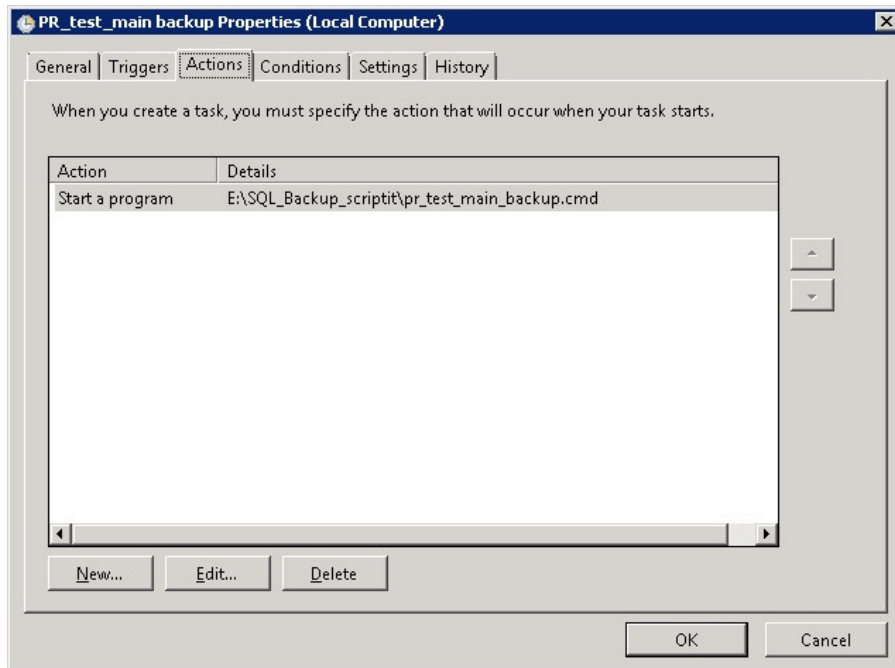 PR_test_main backup Properties (Local Computer)
General Triggers Actions Conditions Settings History
When you create a task, you must specify the action that will occur when your task starts.
Action Details
Start a program E:\SQL_Backup_scriptit\pr_test_main_backup.cmd
New... Edit... Delete
OK Cancel